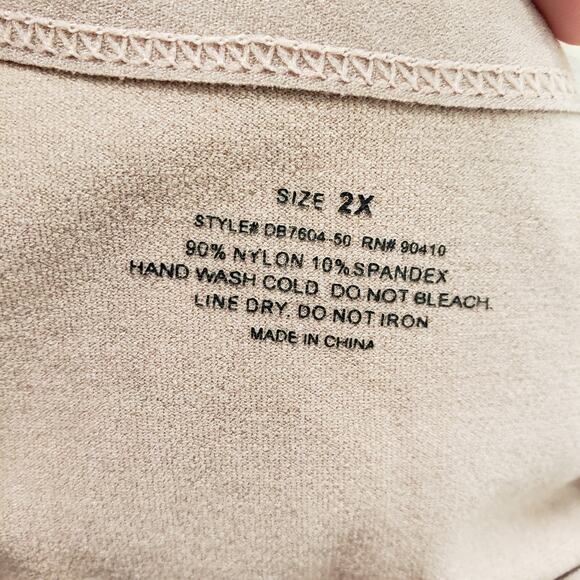 SIZE 2X
STYLE# DB7604-50 RN# 90410
90% NYLON 10% SPANDEX
HAND WASH COLD. DO NOT BLEACH.
LINE DRY. DO NOT IRON
MADE IN CHINA